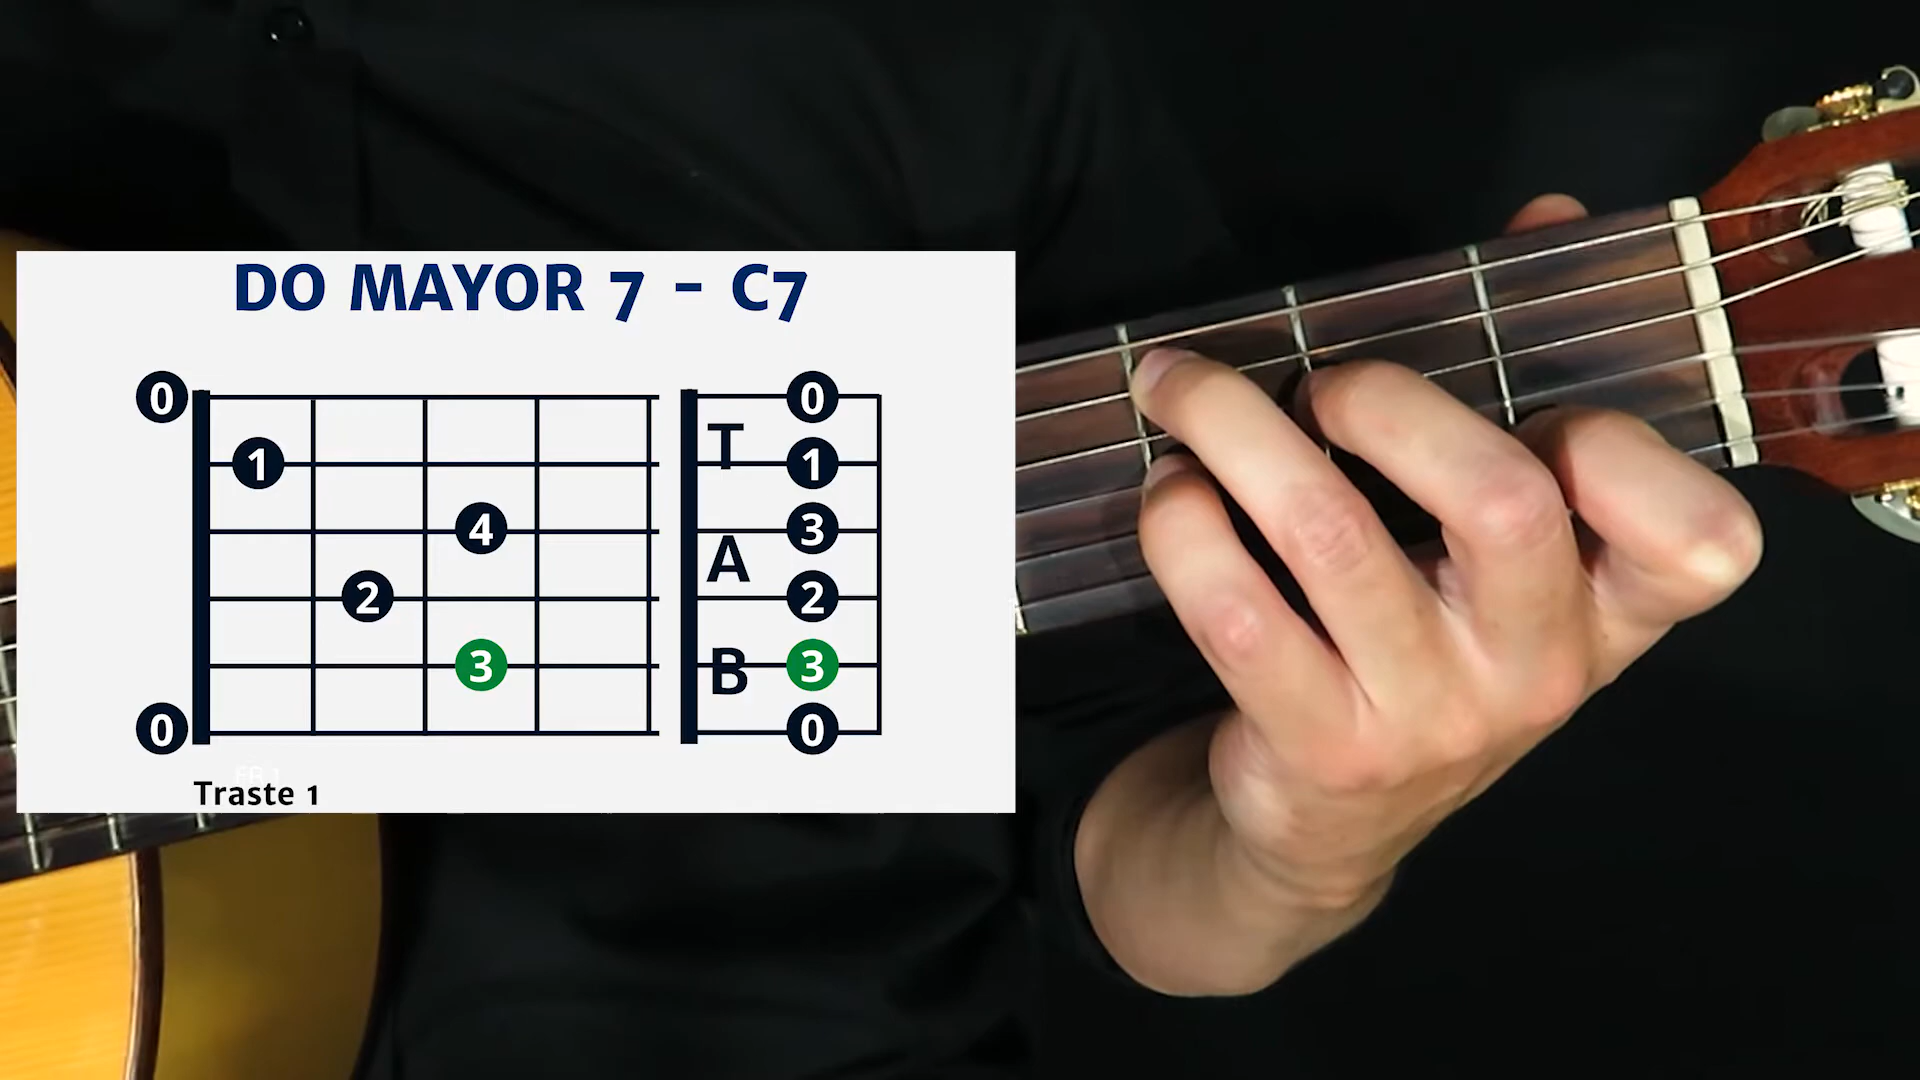 DO MAYOR 7 - C7
0 0
1 T 1
4 3
2 A 2
3 B 3
0 0
Traste 1